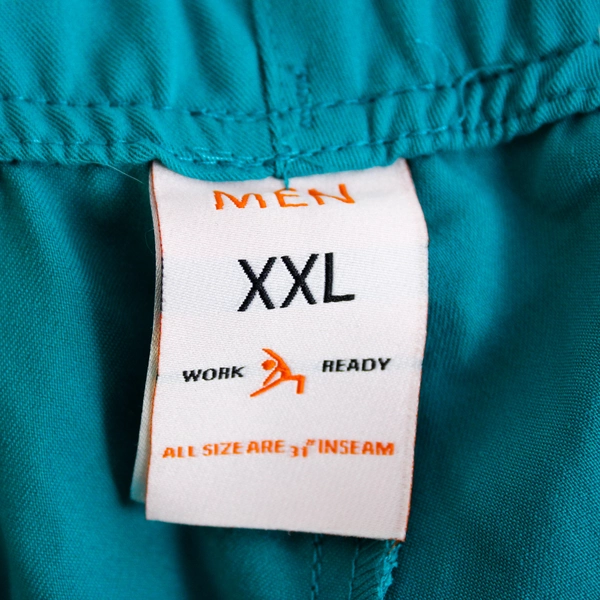 MEN
XXL
WORK READY
ALL SIZE ARE 31" INSEAM